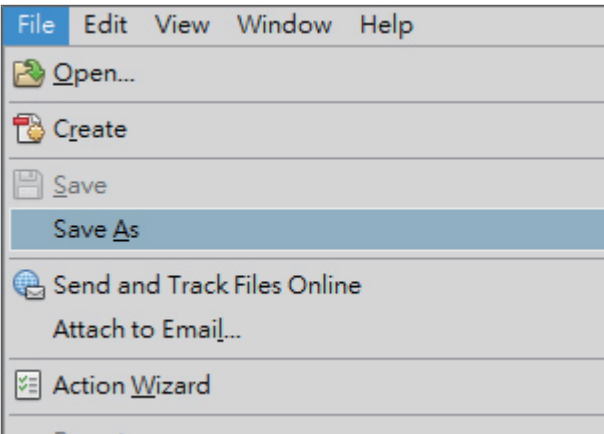 File Edit View Window Help
Open...
Create
Save
Save As
Send and Track Files Online
Attach to Email...
Action Wizard